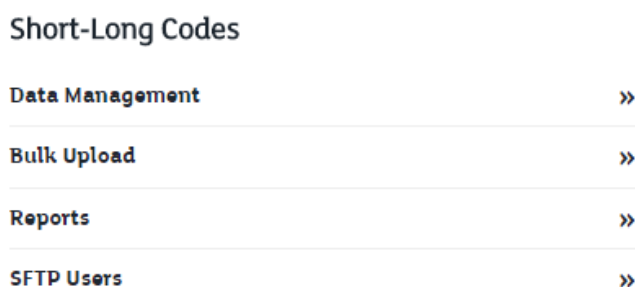 Short-Long Codes
Data Management »
Bulk Upload »
Reports »
SFTP Users »